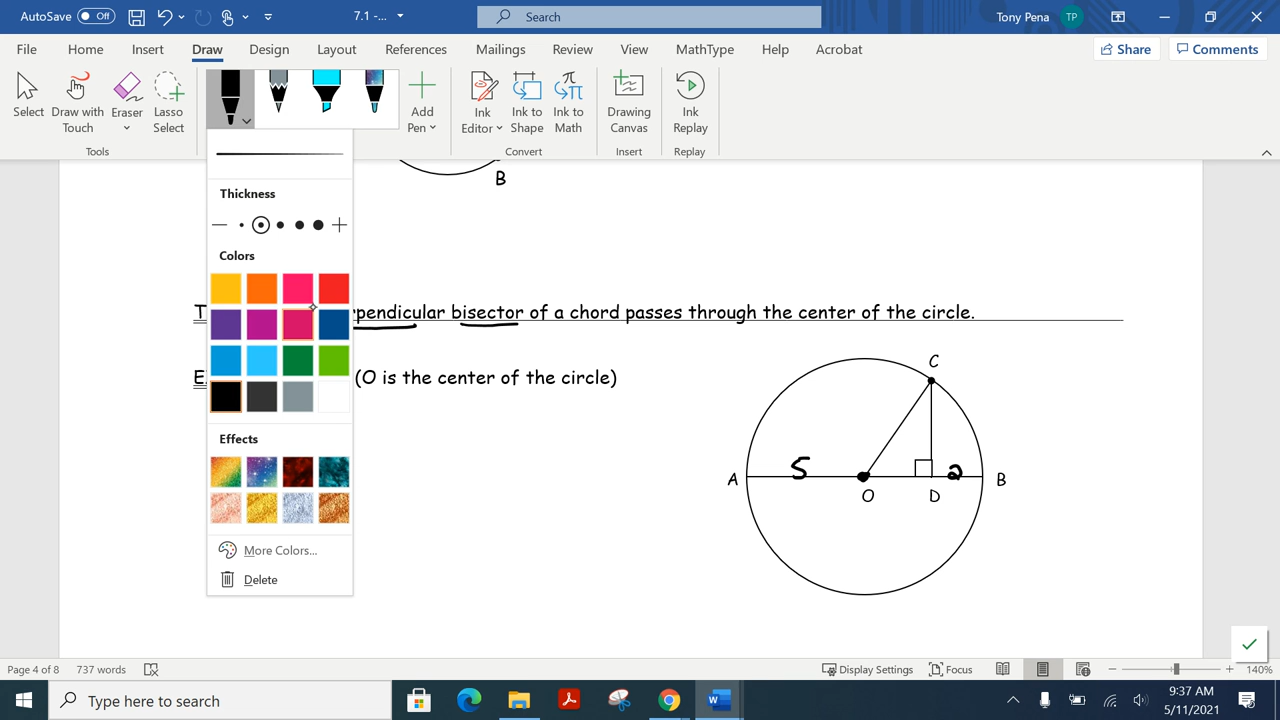 AutoSave Off 7.1 -... Search Tony Pena TP
File Home Insert Draw Design Layout References Mailings Review View MathType Help Acrobat Share Comments
Select Draw with Touch Eraser Lasso Select Add Pen Ink Editor Ink to Shape Ink to Math Drawing Canvas Ink Replay
Tools Convert Insert Replay
B
Thickness
Colors
T rpendicular bisector of a chord passes through the center of the circle.
C
E (O is the center of the circle)
Effects
5 2
A O D B
More Colors...
Delete
Page 4 of 8 737 words Display Settings Focus 140%
Type here to search 9:37 AM
5/11/2021